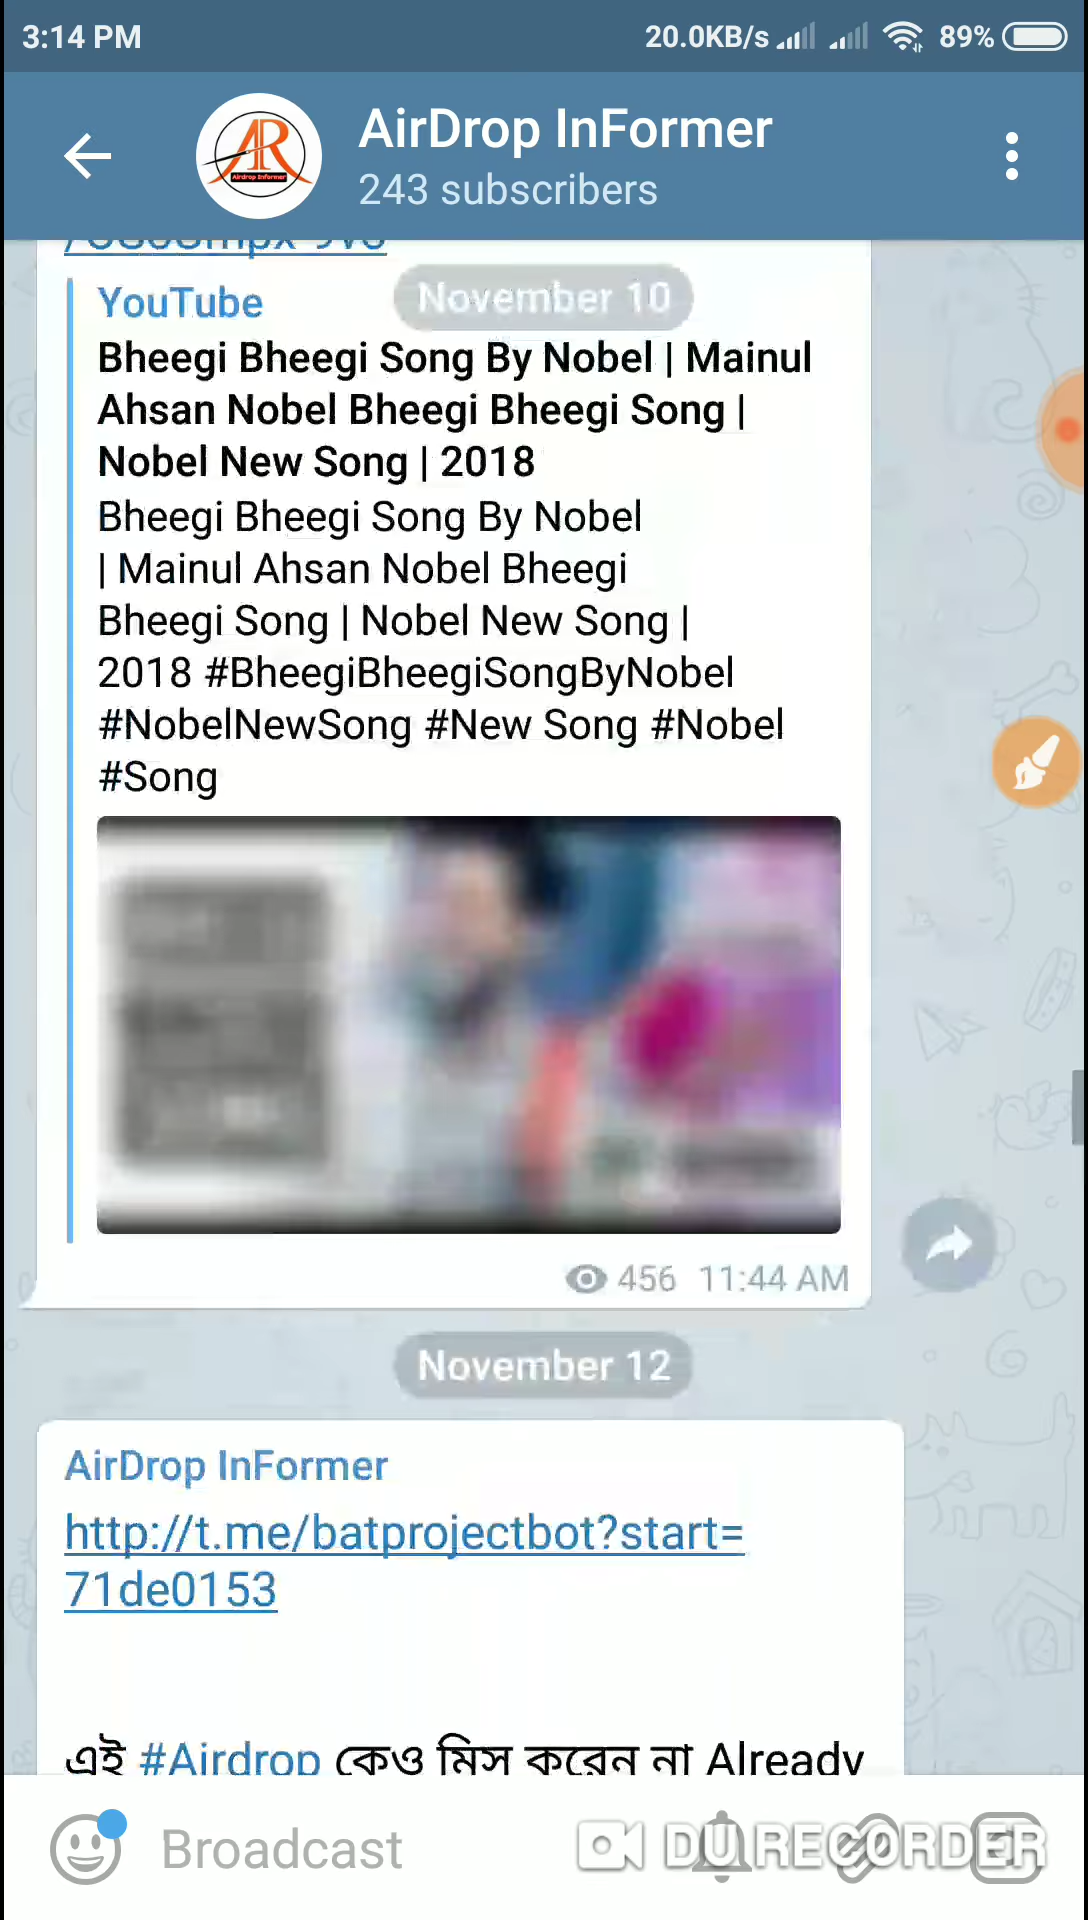 3:14 PM
20.0KB/s
89%
AirDrop InFormer
243 subscribers
Airdrop Informer
YouTube
November 10
Bheegi Bheegi Song By Nobel | Mainul
Ahsan Nobel Bheegi Bheegi Song |
Nobel New Song | 2018
Bheegi Bheegi Song By Nobel
| Mainul Ahsan Nobel Bheegi
Bheegi Song | Nobel New Song |
2018 #BheegiBheegiSongByNobel
#NobelNewSong #New Song #Nobel
#Song
456 11:44 AM
November 12
AirDrop InFormer
http://t.me/batprojectbot?start=
71de0153
এই #Airdrop কেও মিস করেন না Already
Broadcast
DU RECORDER